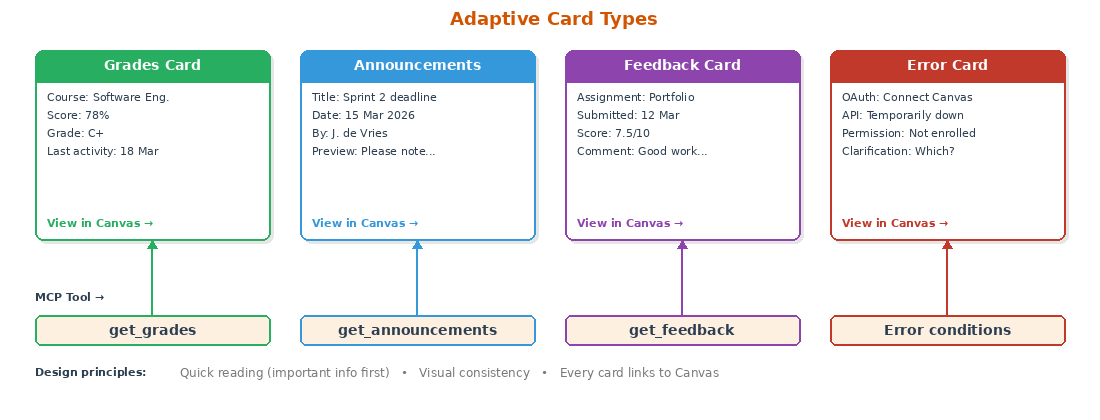 Adaptive Card Types
Grades Card
Course: Software Eng.
Score: 78%
Grade: C+
Last activity: 18 Mar
View in Canvas →
Announcements
Title: Sprint 2 deadline
Date: 15 Mar 2026
By: J. de Vries
Preview: Please note...
View in Canvas →
Feedback Card
Assignment: Portfolio
Submitted: 12 Mar
Score: 7.5/10
Comment: Good work...
View in Canvas →
Error Card
OAuth: Connect Canvas
API: Temporarily down
Permission: Not enrolled
Clarification: Which?
View in Canvas →
MCP Tool →
get_grades
get_announcements
get_feedback
Error conditions
Design principles: Quick reading (important info first) • Visual consistency • Every card links to Canvas